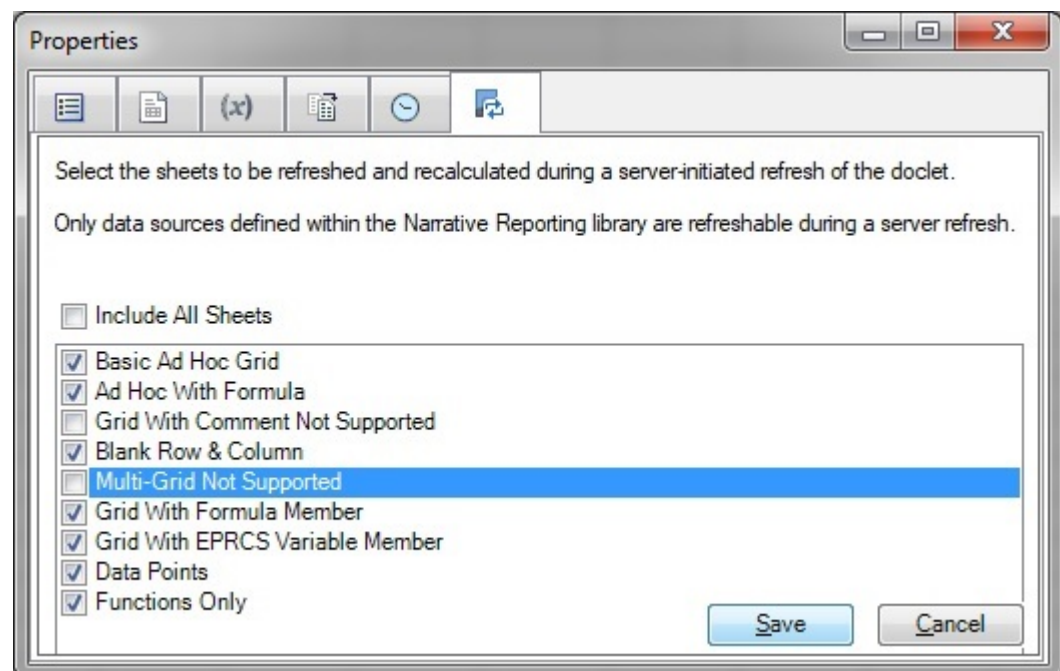 Properties
(x)
Select the sheets to be refreshed and recalculated during a server-initiated refresh of the doclet.
Only data sources defined within the Narrative Reporting library are refreshable during a server refresh.
Include All Sheets
Basic Ad Hoc Grid
Ad Hoc With Formula
Grid With Comment Not Supported
Blank Row & Column
Multi-Grid Not Supported
Grid With Formula Member
Grid With EPRCS Variable Member
Data Points
Functions Only
Save
Cancel